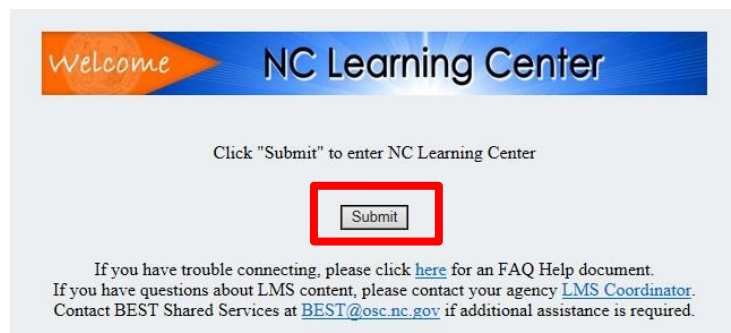 Welcome NC Learning Center
Click "Submit" to enter NC Learning Center
Submit
If you have trouble connecting, please click here for an FAQ Help document.
If you have questions about LMS content, please contact your agency LMS Coordinator.
Contact BEST Shared Services at BEST@osc.nc.gov if additional assistance is required.